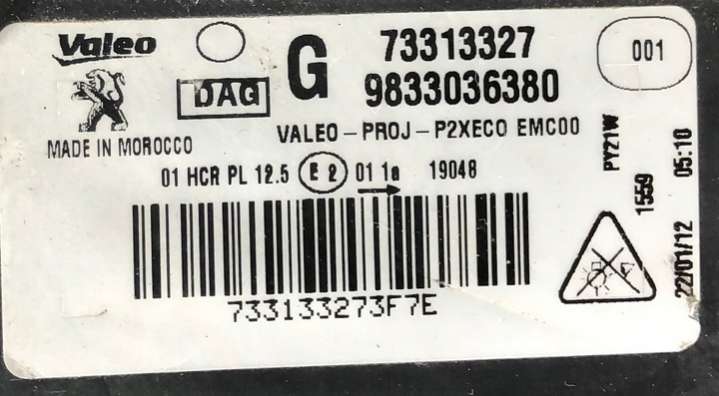 Valeo
DAG
G
73313327
9833036380
001
MADE IN MOROCCO
VALEO-PROJ-P2XECO EMC00
01 HCR PL 12.5 E2 01 1a 19048
PY21W
1559
22/01/12 05:10
733133273F7E